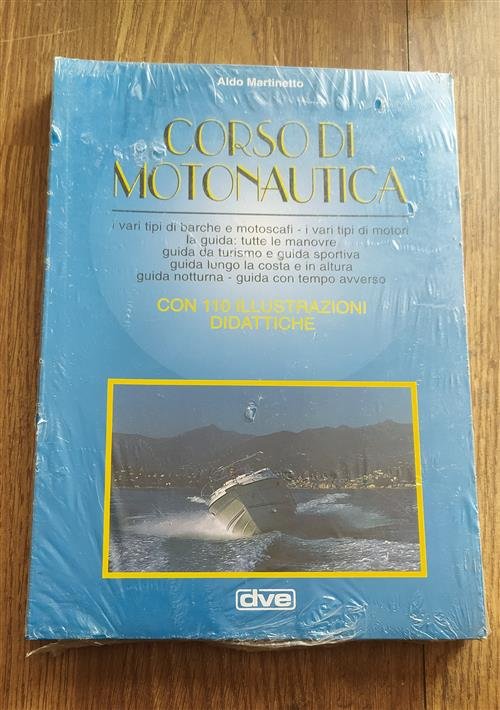 Aldo Martinetto
CORSO DI
MOTONAUTICA
i vari tipi di barche e motoscafi - i vari tipi di motori
la guida: tutte le manovre
guida da turismo e guida sportiva
guida lungo la costa e in altura
guida notturna - guida con tempo avverso
CON 110 ILLUSTRAZIONI
DIDATTICHE
dve